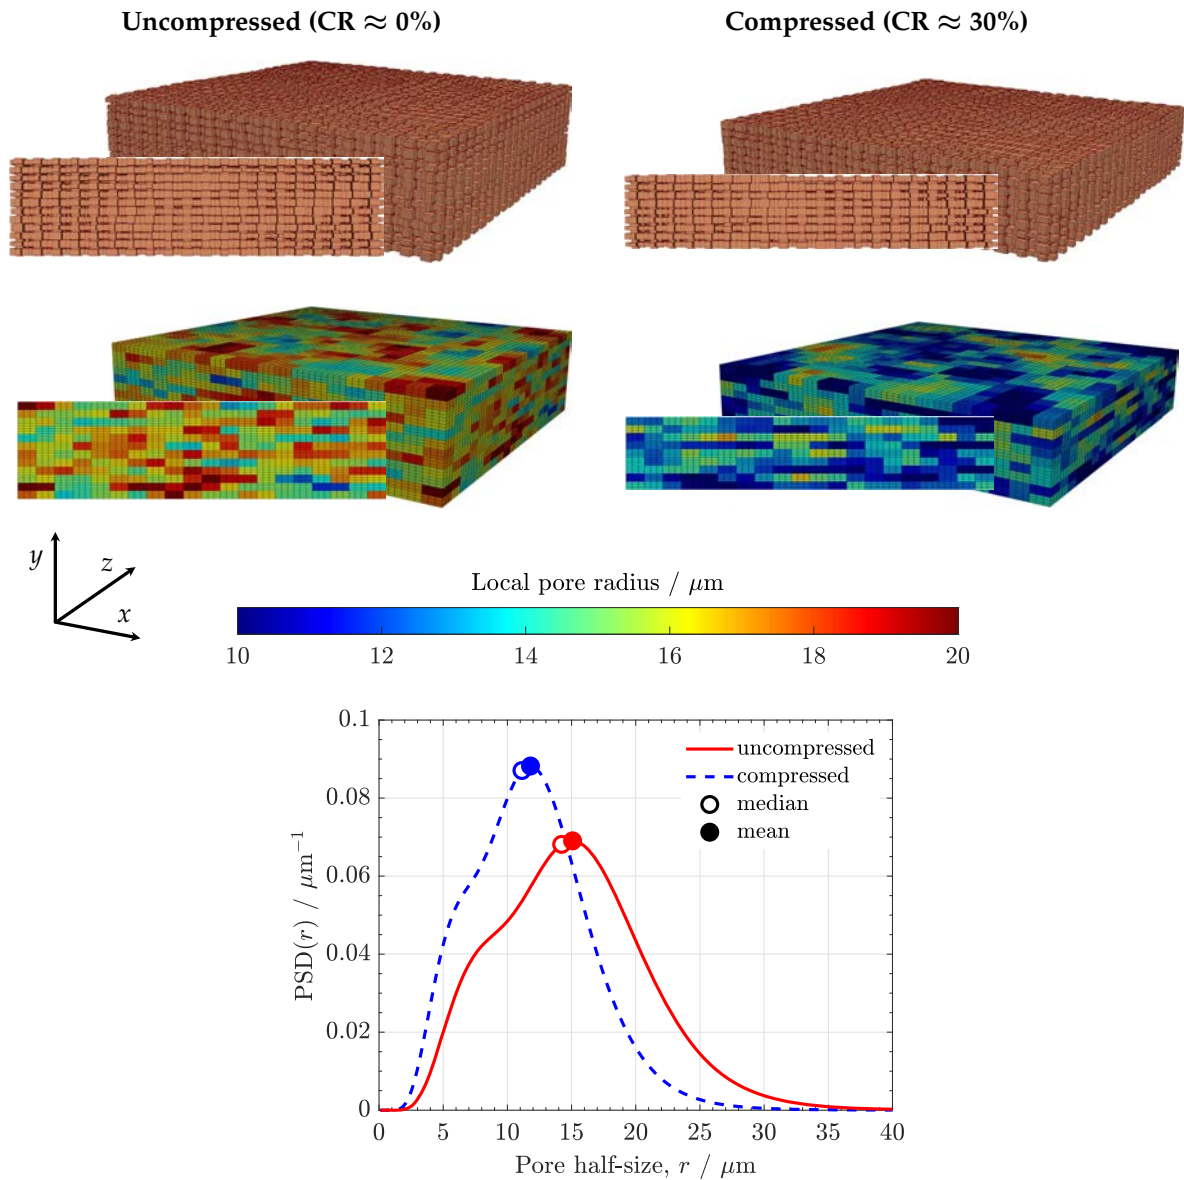 Uncompressed (CR ≈ 0%)
Compressed (CR ≈ 30%)
y
z
x
Local pore radius / μm
10 12 14 16 18 20
0.1
0.08
0.06
0.04
0.02
0
PSD(r) / μm⁻¹
uncompressed
compressed
median
mean
0 5 10 15 20 25 30 35 40
Pore half-size, r / μm